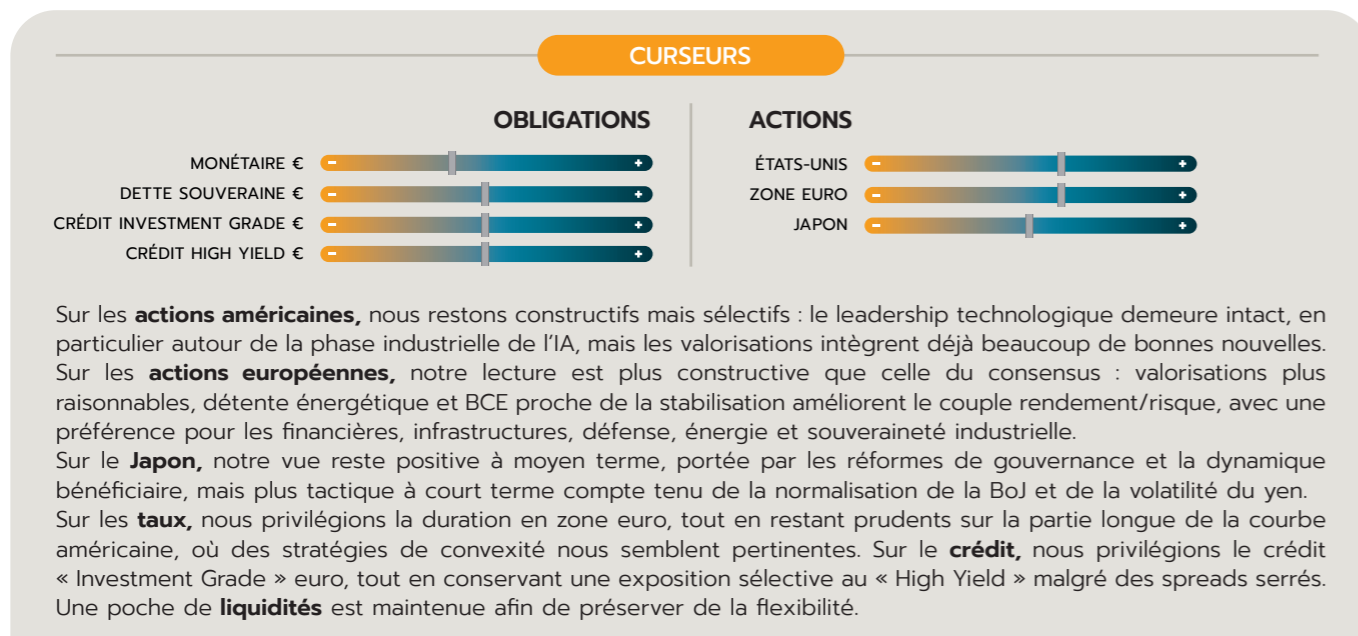 CURSEURS
OBLIGATIONS
MONÉTAIRE € - +
DETTE SOUVERAINE € - +
CRÉDIT INVESTMENT GRADE € - +
CRÉDIT HIGH YIELD € - +
ACTIONS
ÉTATS-UNIS - +
ZONE EURO - +
JAPON - +
Sur les actions américaines, nous restons constructifs mais sélectifs : le leadership technologique demeure intact, en
particulier autour de la phase industrielle de l'IA, mais les valorisations intègrent déjà beaucoup de bonnes nouvelles.
Sur les actions européennes, notre lecture est plus constructive que celle du consensus : valorisations plus
raisonnables, détente énergétique et BCE proche de la stabilisation améliorent le couple rendement/risque, avec une
préférence pour les financières, infrastructures, défense, énergie et souveraineté industrielle.
Sur le Japon, notre vue reste positive à moyen terme, portée par les réformes de gouvernance et la dynamique
bénéficiaire, mais plus tactique à court terme compte tenu de la normalisation de la BoJ et de la volatilité du yen.
Sur les taux, nous privilégions la duration en zone euro, tout en restant prudents sur la partie longue de la courbe
américaine, où des stratégies de convexité nous semblent pertinentes. Sur le crédit, nous privilégions le crédit
« Investment Grade » euro, tout en conservant une exposition sélective au « High Yield » malgré des spreads serrés.
Une poche de liquidités est maintenue afin de préserver de la flexibilité.